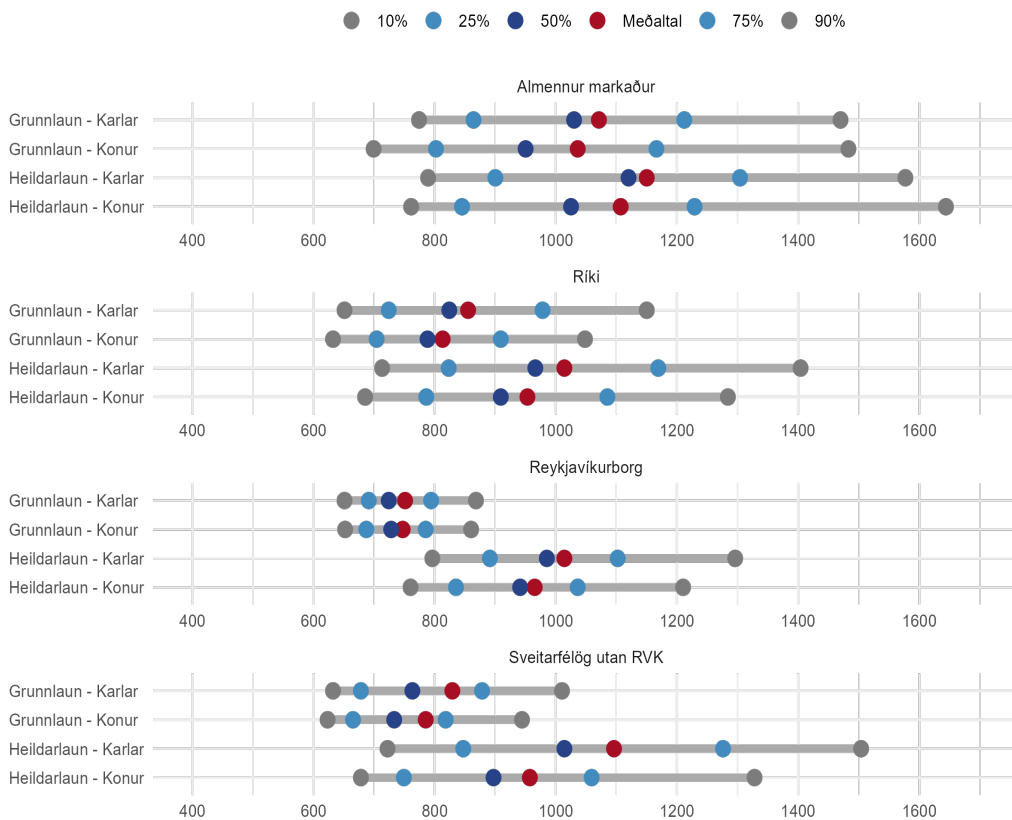 10% 25% 50% Meðaltal 75% 90%
Almennur markaður
Grunnlaun - Karlar
Grunnlaun - Konur
Heildarlaun - Karlar
Heildarlaun - Konur
400 600 800 1000 1200 1400 1600
Ríki
Grunnlaun - Karlar
Grunnlaun - Konur
Heildarlaun - Karlar
Heildarlaun - Konur
400 600 800 1000 1200 1400 1600
Reykjavíkurborg
Grunnlaun - Karlar
Grunnlaun - Konur
Heildarlaun - Karlar
Heildarlaun - Konur
400 600 800 1000 1200 1400 1600
Sveitarfélög utan RVK
Grunnlaun - Karlar
Grunnlaun - Konur
Heildarlaun - Karlar
Heildarlaun - Konur
400 600 800 1000 1200 1400 1600